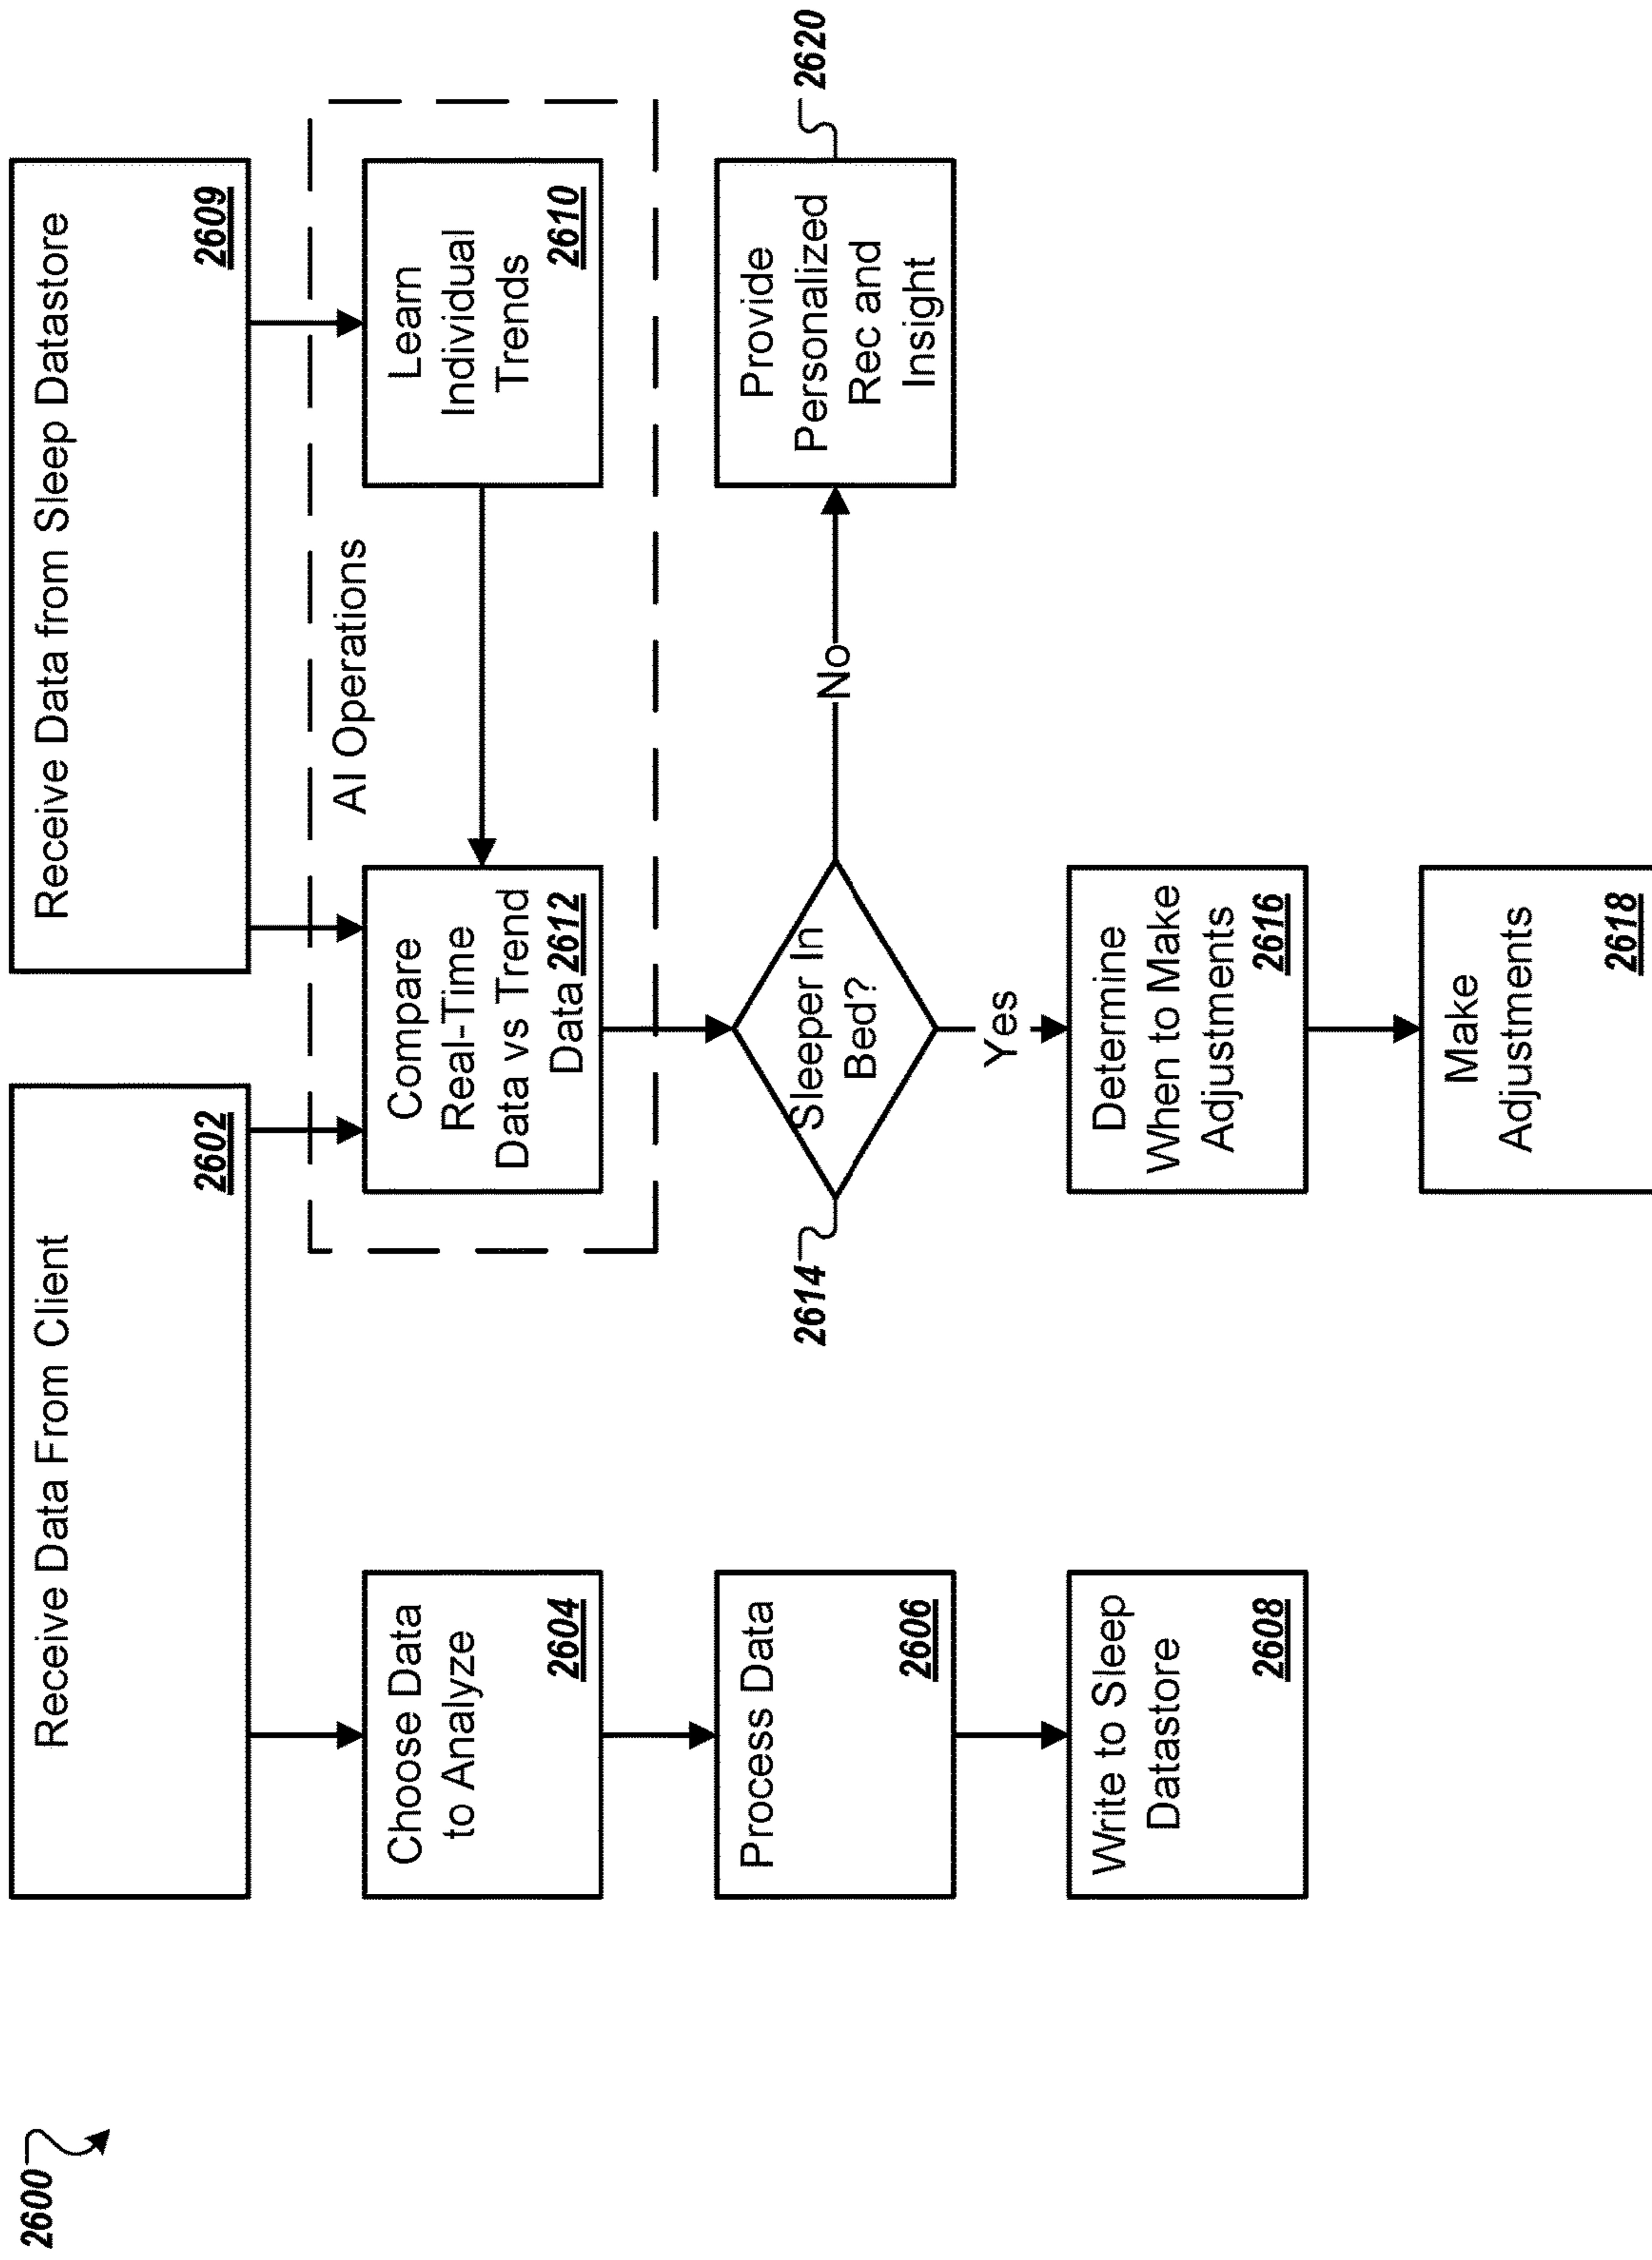 2600
Receive Data From Client
2602
Receive Data from Sleep Datastore
2609
AI Operations
Choose Data
to Analyze
2604
Compare
Real-Time
Data vs Trend
Data 2612
Learn
Individual
Trends
2610
Process Data
2606
2614
Sleeper In
Bed?
No
Provide
Personalized
Rec and
Insight
2620
Yes
Write to Sleep
Datastore
2608
Determine
When to Make
Adjustments
2616
Make
Adjustments
2618